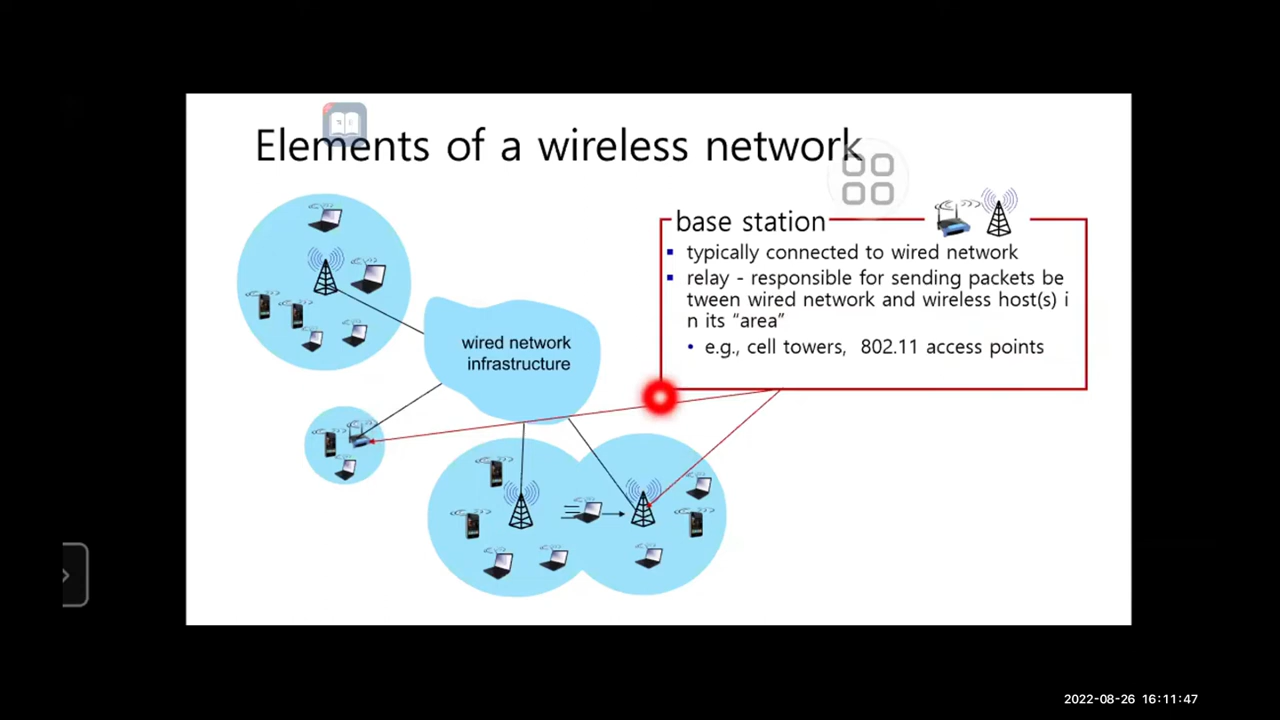 Elements of a wireless network
base station
▪ typically connected to wired network
▪ relay - responsible for sending packets be
tween wired network and wireless host(s) i
n its “area”
• e.g., cell towers, 802.11 access points
wired network
infrastructure
2022-08-26 16:11:47